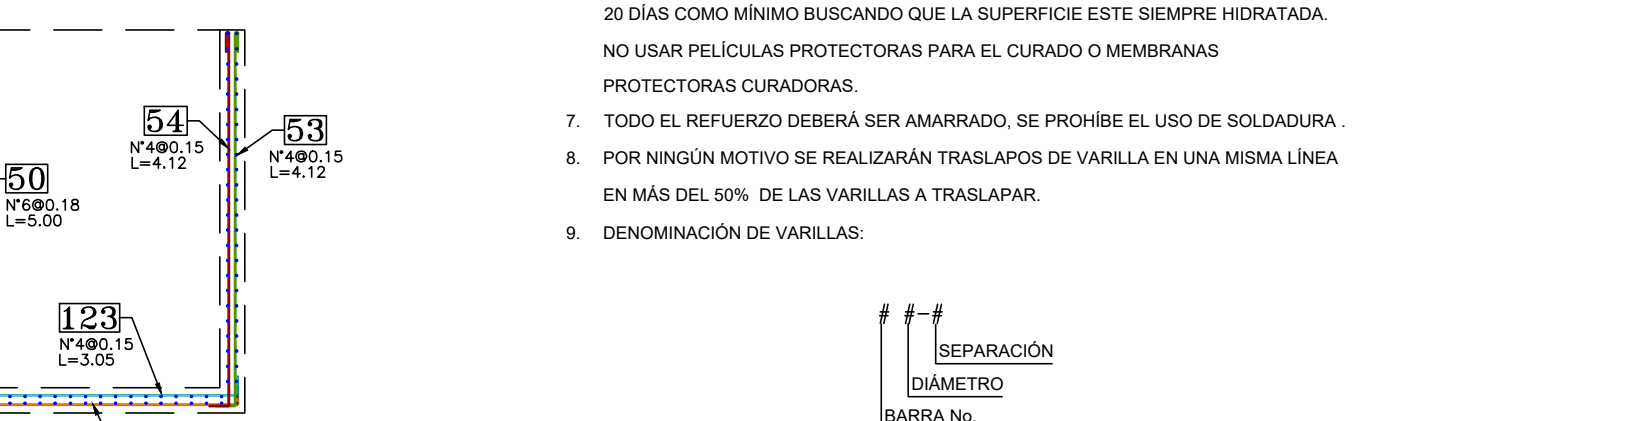 54
N°4@0.15
L=4.12
53
N°4@0.15
L=4.12
50
N°6@0.18
L=5.00
123
N°4@0.15
L=3.05
20 DÍAS COMO MÍNIMO BUSCANDO QUE LA SUPERFICIE ESTE SIEMPRE HIDRATADA.
NO USAR PELÍCULAS PROTECTORAS PARA EL CURADO O MEMBRANAS
PROTECTORAS CURADORAS.
7. TODO EL REFUERZO DEBERÁ SER AMARRADO, SE PROHÍBE EL USO DE SOLDADURA .
8. POR NINGÚN MOTIVO SE REALIZARÁN TRASLAPOS DE VARILLA EN UNA MISMA LÍNEA
EN MÁS DEL 50% DE LAS VARILLAS A TRASLAPAR.
9. DENOMINACIÓN DE VARILLAS:
# #-#
SEPARACIÓN
DIÁMETRO
BARRA No.